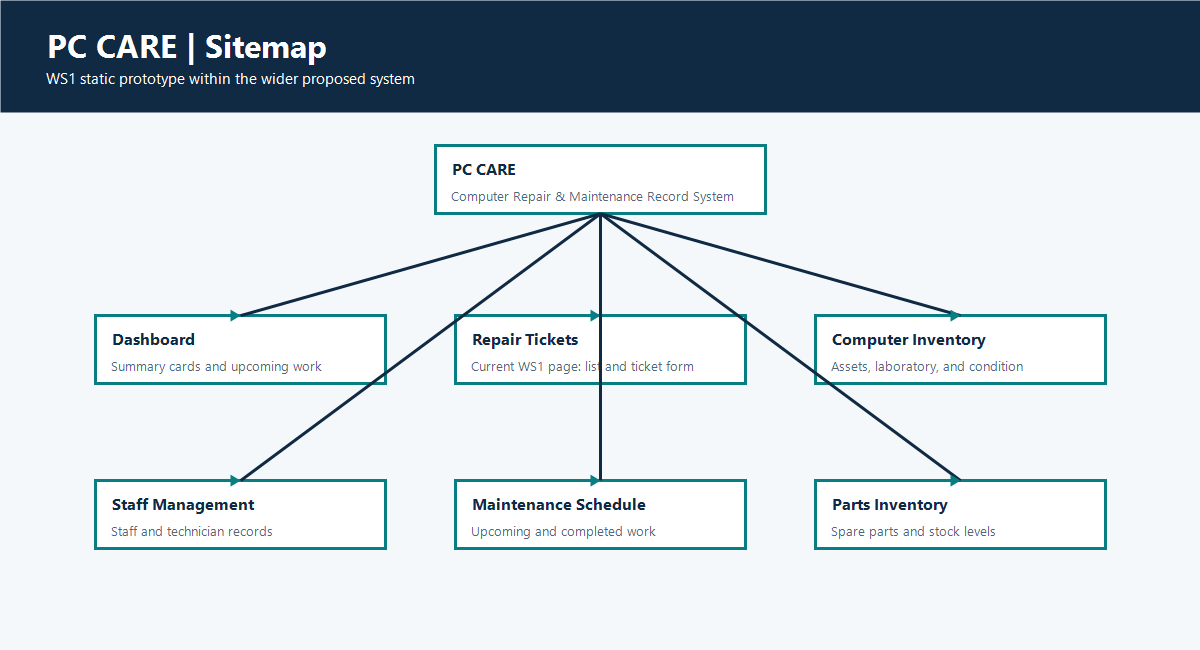 PC CARE | Sitemap
WS1 static prototype within the wider proposed system
PC CARE
Computer Repair & Maintenance Record System
Dashboard
Summary cards and upcoming work
Repair Tickets
Current WS1 page: list and ticket form
Computer Inventory
Assets, laboratory, and condition
Staff Management
Staff and technician records
Maintenance Schedule
Upcoming and completed work
Parts Inventory
Spare parts and stock levels